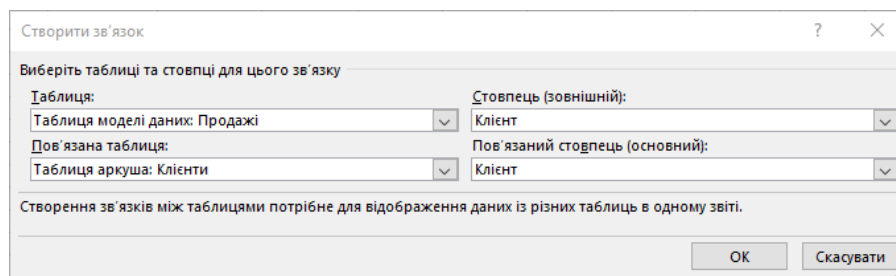 Створити зв'язок ?
Виберіть таблиці та стовпці для цього зв'язку
Таблиця: Стовпець (зовнішній):
Таблиця моделі даних: Продажі Клієнт
Пов'язана таблиця: Пов'язаний стовпець (основний):
Таблиця аркуша: Клієнти Клієнт
Створення зв'язків між таблицями потрібне для відображення даних із різних таблиць в одному звіті.
ОК Скасувати